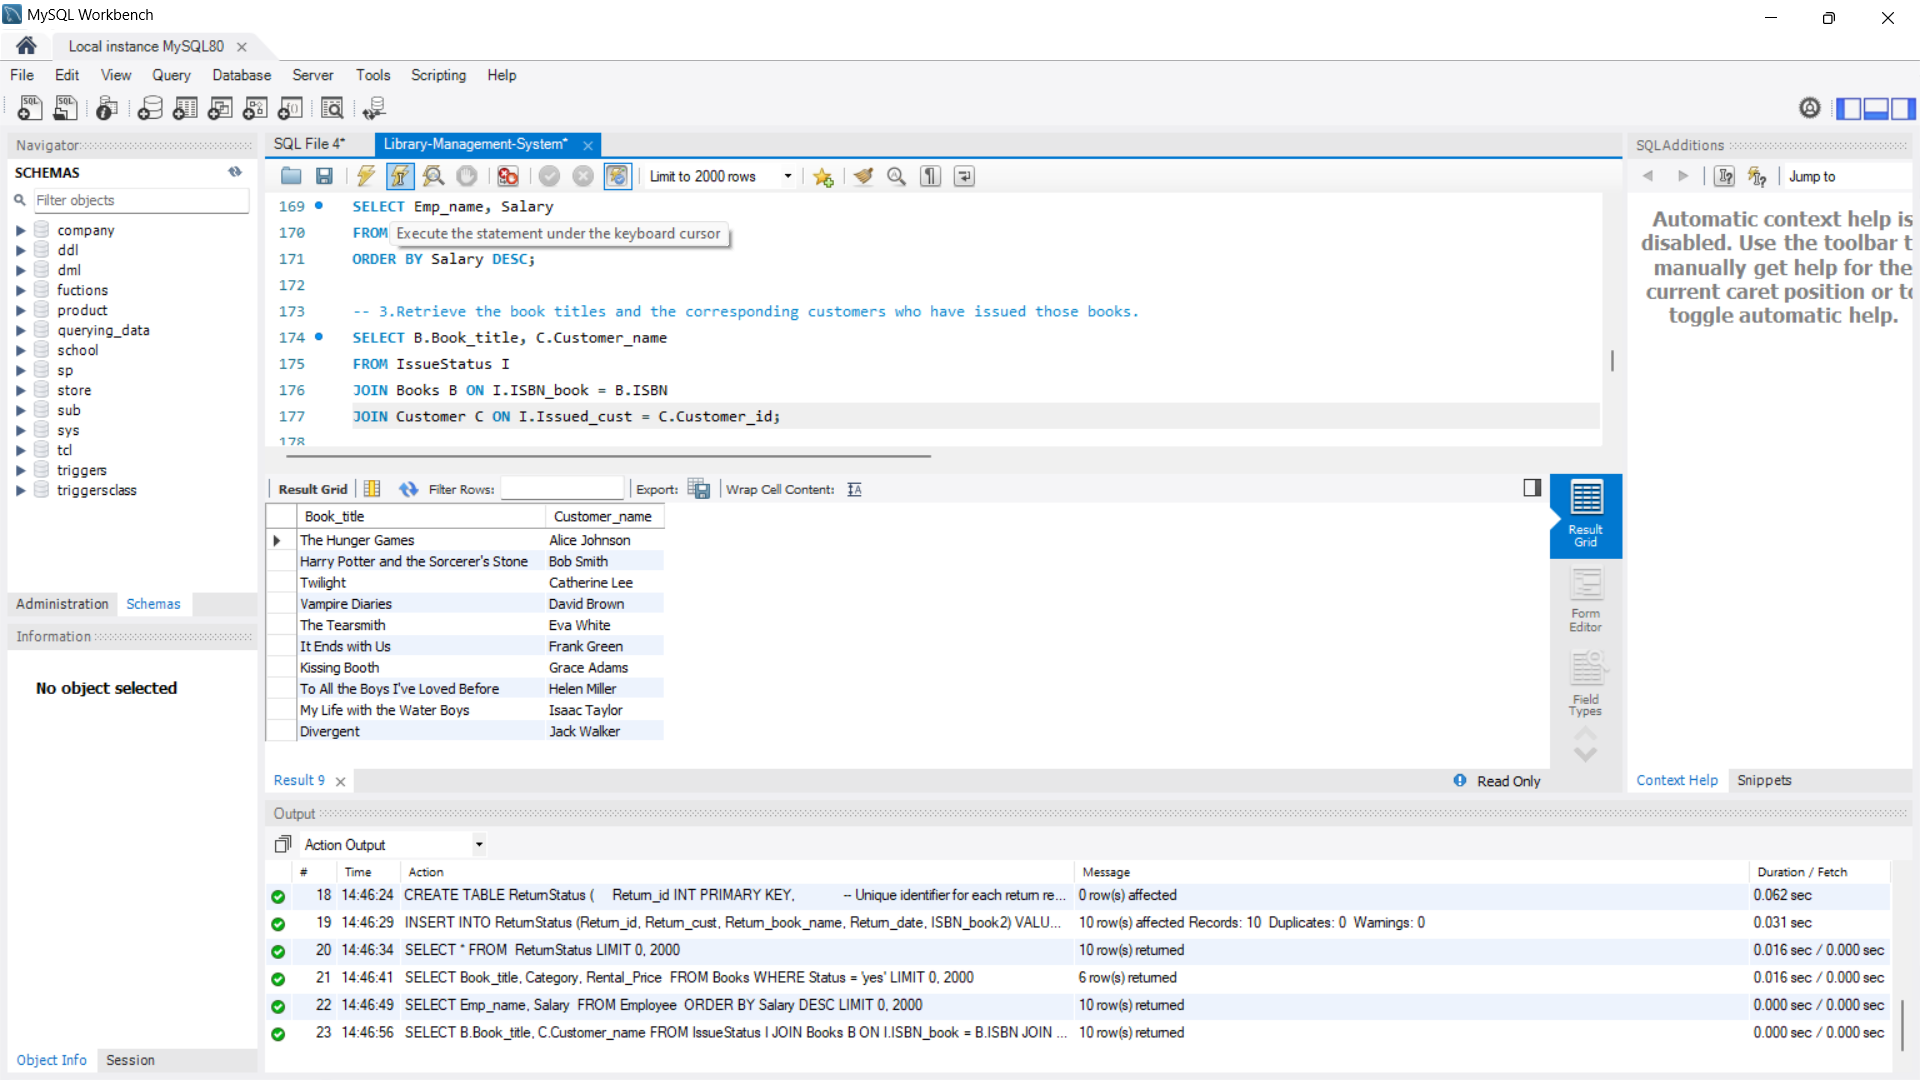 MySQL Workbench
Local instance MySQL80
File Edit View Query Database Server Tools Scripting Help
Navigator
SCHEMAS
Filter objects
company
ddl
dml
fuctions
product
querying_data
school
sp
store
sub
sys
tcl
triggers
triggersclass
Administration Schemas
Information
No object selected
Object Info Session
SQL File 4* Library-Management-System*
Limit to 2000 rows
169 SELECT Emp_name, Salary
170 FROM
Execute the statement under the keyboard cursor
171 ORDER BY Salary DESC;
172
173 -- 3.Retrieve the book titles and the corresponding customers who have issued those books.
174 SELECT B.Book_title, C.Customer_name
175 FROM IssueStatus I
176 JOIN Books B ON I.ISBN_book = B.ISBN
177 JOIN Customer C ON I.Issued_cust = C.Customer_id;
178
Result Grid Filter Rows: Export: Wrap Cell Content:
Book_title Customer_name
The Hunger Games Alice Johnson
Harry Potter and the Sorcerer's Stone Bob Smith
Twilight Catherine Lee
Vampire Diaries David Brown
The Tearsmith Eva White
It Ends with Us Frank Green
Kissing Booth Grace Adams
To All the Boys I've Loved Before Helen Miller
My Life with the Water Boys Isaac Taylor
Divergent Jack Walker
Result Grid
Form Editor
Field Types
Result 9 Read Only
SQLAdditions
Jump to
Automatic context help is
disabled. Use the toolbar t
manually get help for the
current caret position or to
toggle automatic help.
Context Help Snippets
Output
Action Output
# Time Action Message Duration / Fetch
18 14:46:24 CREATE TABLE ReturnStatus ( Return_id INT PRIMARY KEY, -- Unique identifier for each return re... 0 row(s) affected 0.062 sec
19 14:46:29 INSERT INTO ReturnStatus (Return_id, Return_cust, Return_book_name, Return_date, ISBN_book2) VALU... 10 row(s) affected Records: 10 Duplicates: 0 Warnings: 0 0.031 sec
20 14:46:34 SELECT * FROM ReturnStatus LIMIT 0, 2000 10 row(s) returned 0.016 sec / 0.000 sec
21 14:46:41 SELECT Book_title, Category, Rental_Price FROM Books WHERE Status = 'yes' LIMIT 0, 2000 6 row(s) returned 0.016 sec / 0.000 sec
22 14:46:49 SELECT Emp_name, Salary FROM Employee ORDER BY Salary DESC LIMIT 0, 2000 10 row(s) returned 0.000 sec / 0.000 sec
23 14:46:56 SELECT B.Book_title, C.Customer_name FROM IssueStatus I JOIN Books B ON I.ISBN_book = B.ISBN JOIN ... 10 row(s) returned 0.000 sec / 0.000 sec